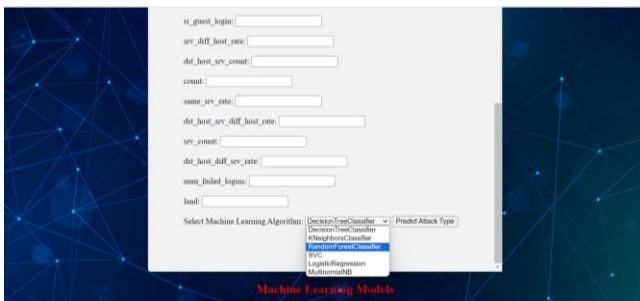 is_guest_login:
srv_diff_host_rate:
dst_host_srv_count:
count:
same_srv_rate:
dst_host_srv_diff_host_rate:
srv_count:
dst_host_diff_srv_rate:
num_failed_logins:
land:
Select Machine Learning Algorithm: DecisionTreeClassifier Predict Attack Type
DecisionTreeClassifier
KNeighborsClassifier
RandomForestClassifier
SVC
LogisticRegression
MultinomialNB
Machine Learning Models